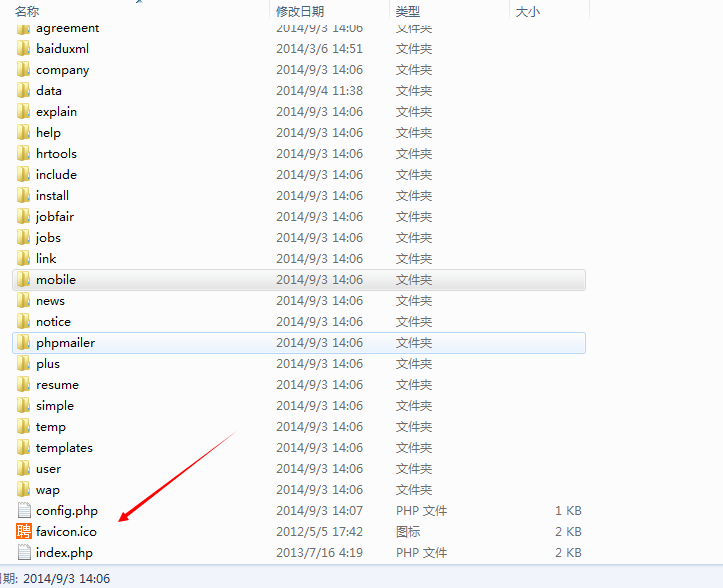 名称 修改日期 类型 大小
agreement 2014/9/3 14:06 文件夹
baiduxml 2014/3/6 14:51 文件夹
company 2014/9/3 14:06 文件夹
data 2014/9/4 11:38 文件夹
explain 2014/9/3 14:06 文件夹
help 2014/9/3 14:06 文件夹
hrtools 2014/9/3 14:06 文件夹
include 2014/9/3 14:06 文件夹
install 2014/9/3 14:06 文件夹
jobfair 2014/9/3 14:06 文件夹
jobs 2014/9/3 14:06 文件夹
link 2014/9/3 14:06 文件夹
mobile 2014/9/3 14:06 文件夹
news 2014/9/3 14:06 文件夹
notice 2014/9/3 14:06 文件夹
phpmailer 2014/9/3 14:06 文件夹
plus 2014/9/3 14:06 文件夹
resume 2014/9/3 14:06 文件夹
simple 2014/9/3 14:06 文件夹
temp 2014/9/3 14:06 文件夹
templates 2014/9/3 14:06 文件夹
user 2014/9/3 14:06 文件夹
wap 2014/9/3 14:06 文件夹
config.php 2014/9/3 14:07 PHP 文件 1 KB
聘 favicon.ico 2012/5/5 17:42 图标 2 KB
index.php 2013/7/16 4:19 PHP 文件 2 KB
期: 2014/9/3 14:06